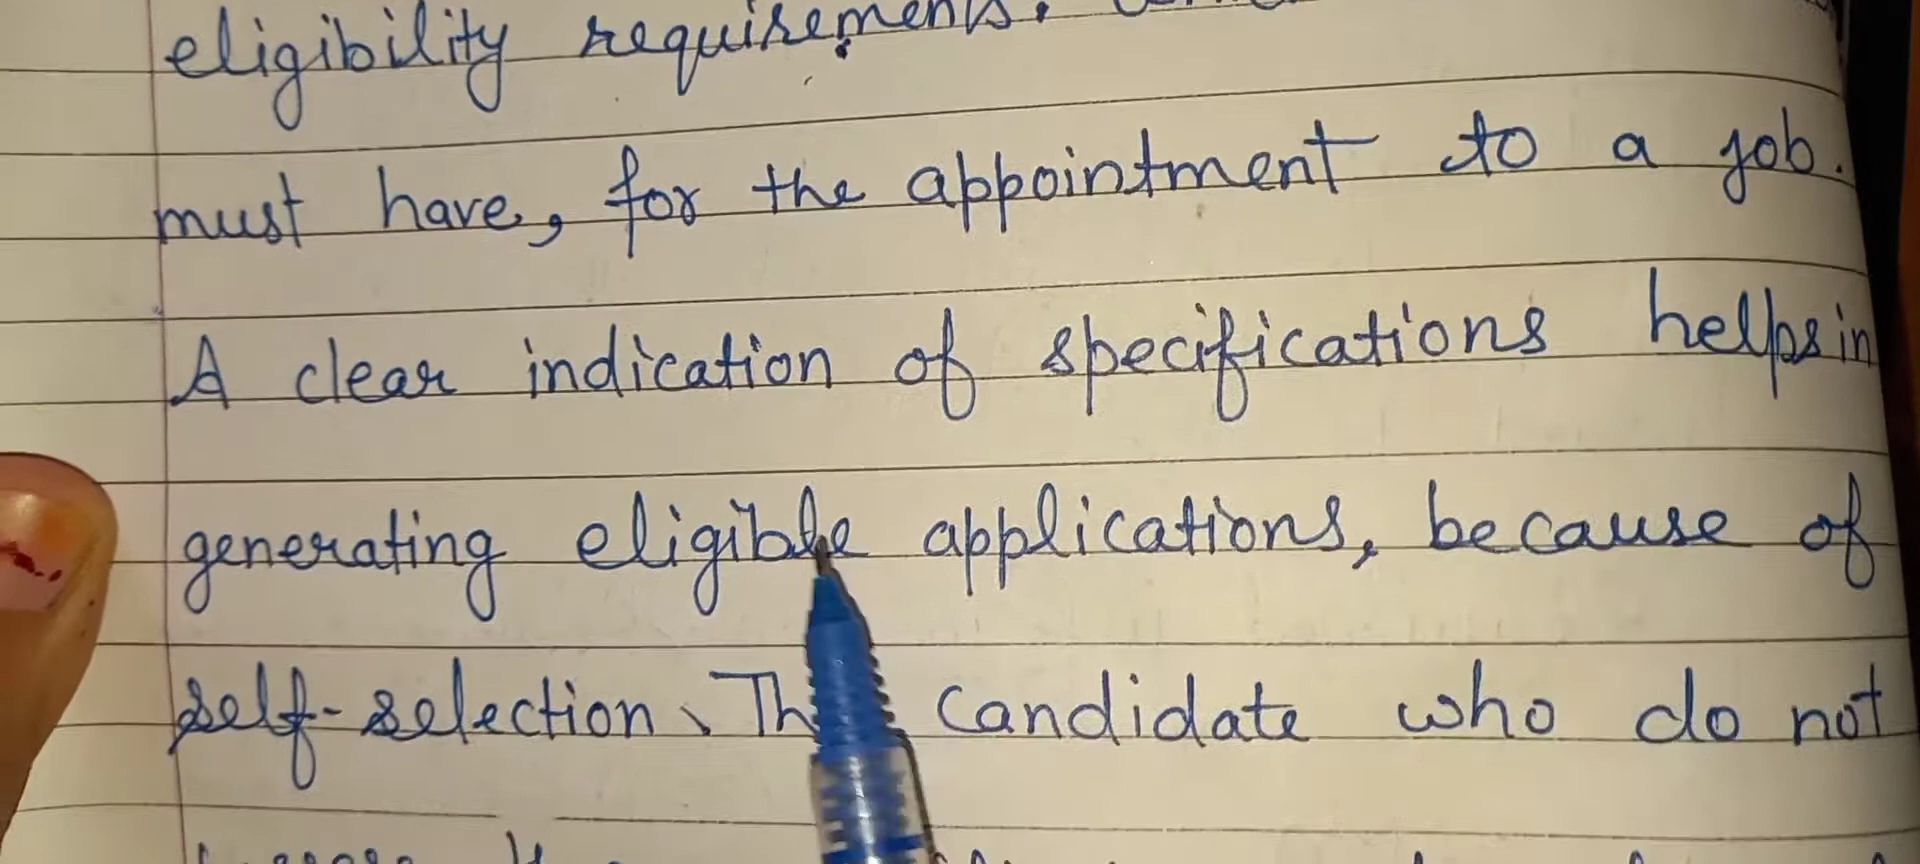 eligibility requirements.
must have, for the appointment to a job.
A clear indication of specifications helps in
generating eligible applications, because of
self-selection. Th candidate who do not